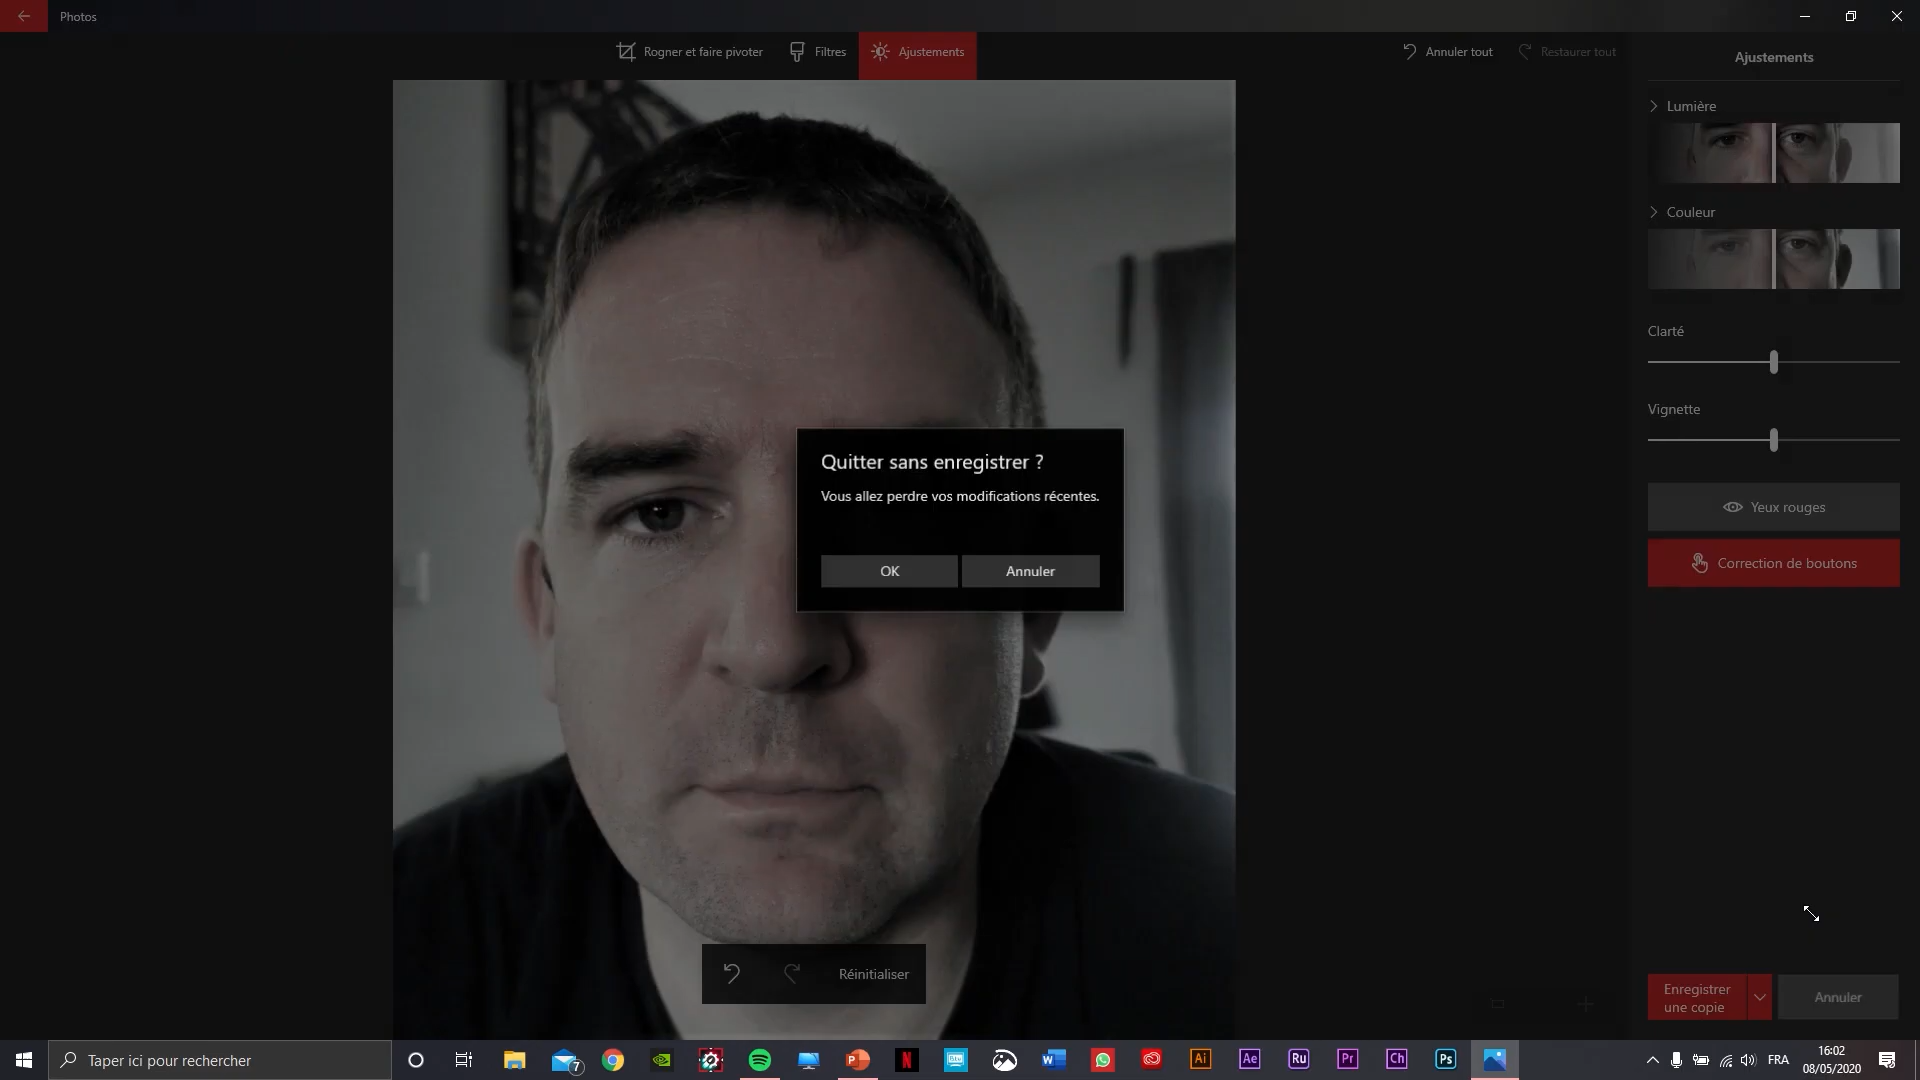 Photos
Rogner et faire pivoter
Filtres
Ajustements
Annuler tout
Restaurer tout
Ajustements
Lumière
Couleur
Clarté
Vignette
Quitter sans enregistrer ?
Vous allez perdre vos modifications récentes.
OK
Annuler
Yeux rouges
Correction de boutons
Réinitialiser
Enregistrer
une copie
Annuler
Taper ici pour rechercher
7
P
N
W
Ai
Ae
Ru
Pr
Ch
Ps
FRA
16:02
08/05/2020